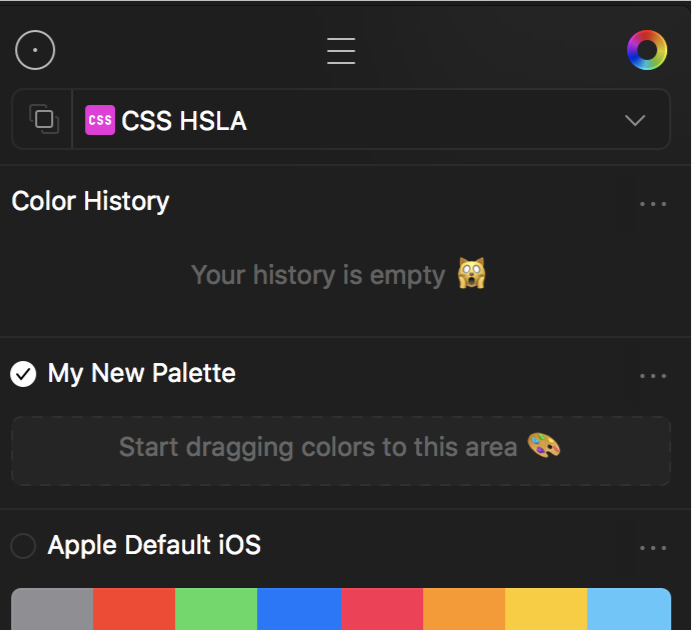 CSS CSS HSLA
Color History
Your history is empty
My New Palette
Start dragging colors to this area
Apple Default iOS